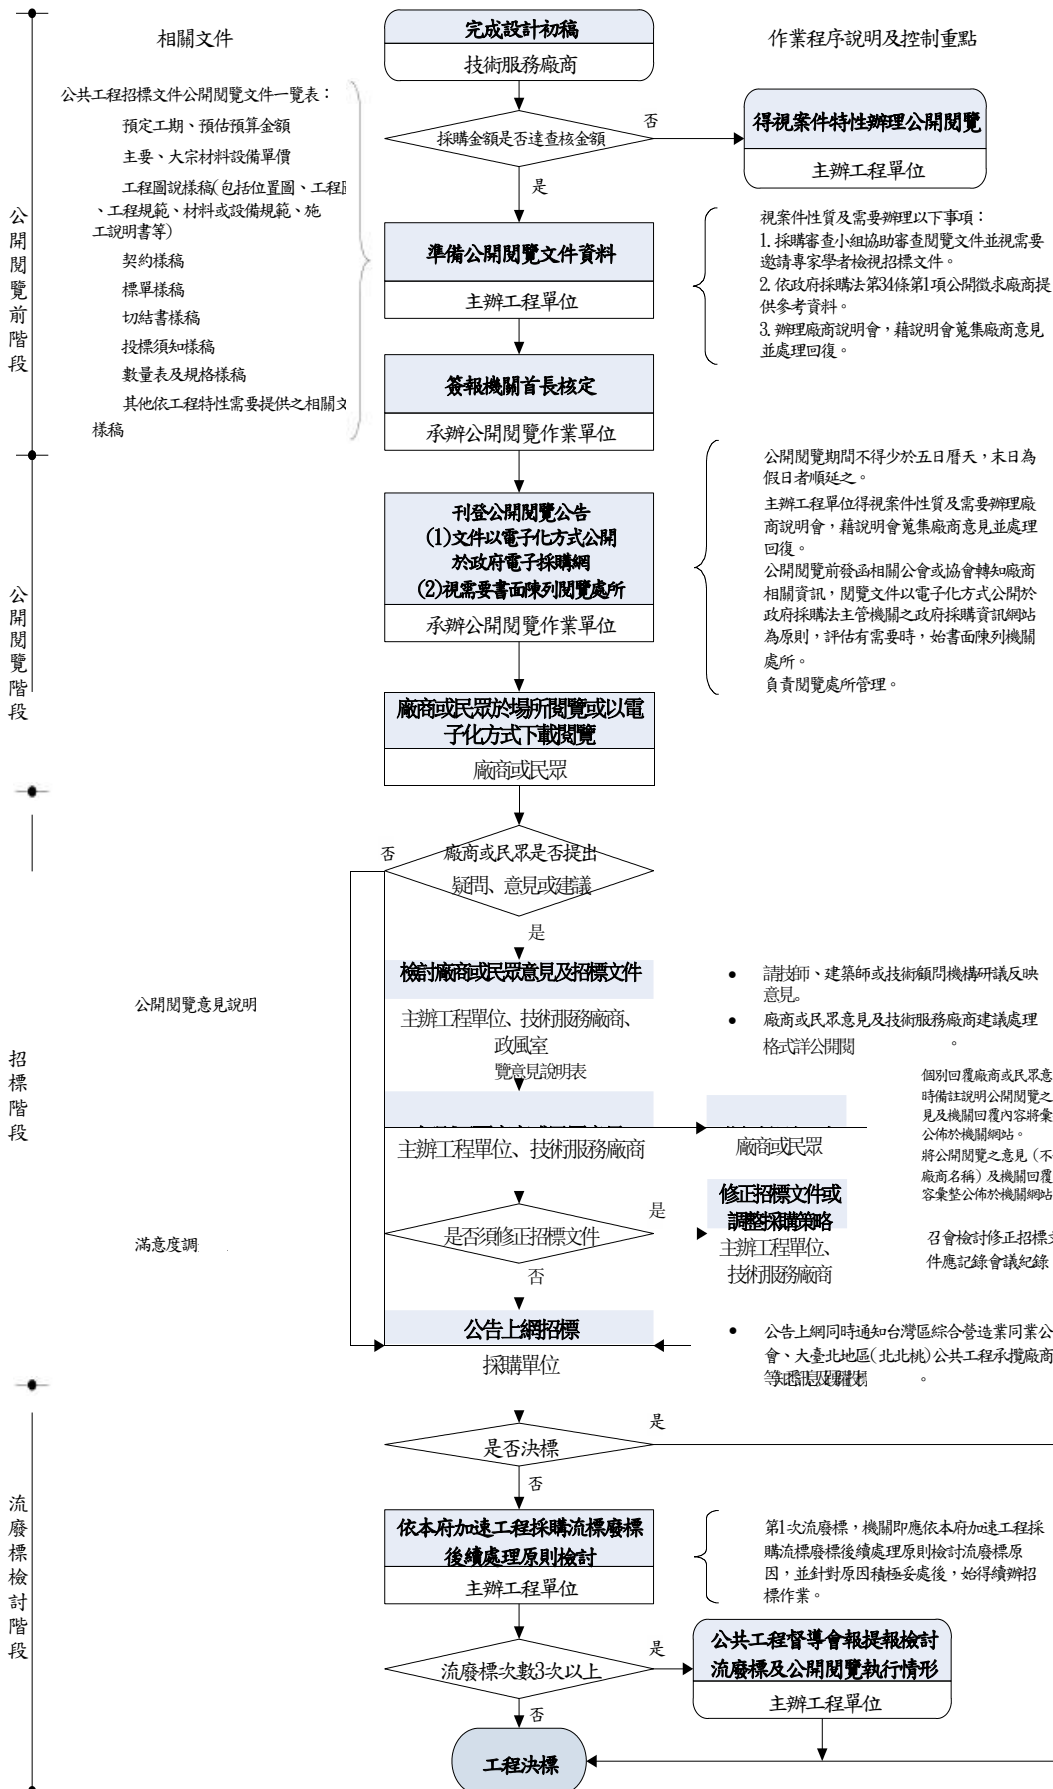 相關文件
完成設計初稿
技術服務廠商
作業程序說明及控制重點
公共工程招標文件公開閱覽文件一覽表：
預定工期、預估預算金額
主要、大宗材料設備單價
工程圖說樣稿(包括位置圖、工程
、工程規範、材料或設備規範、施
工說明書等)
契約樣稿
標單樣稿
切結書樣稿
投標須知樣稿
數量表及規格樣稿
其他依工程特性需要提供之相關文
樣稿
採購金額是否達查核金額
否
是
得視案件特性辦理公開閱覽
主辦工程單位
公開閱覽前階段
準備公開閱覽文件資料
主辦工程單位
視案件性質及需要辦理以下事項：
1. 採購審查小組協助審查閱覽文件並視需要
邀請專家學者檢視招標文件。
2. 依政府採購法第34條第1項公開徵求廠商提
供參考資料。
3. 辦理廠商說明會，藉說明會蒐集廠商意見
並處理回復。
簽報機關首長核定
承辦公開閱覽作業單位
公開閱覽階段
刊登公開閱覽公告
(1)文件以電子化方式公開
於政府電子採購網
(2)視需要書面陳列閱覽處所
承辦公開閱覽作業單位
公開閱覽期間不得少於五日曆天，末日為
假日者順延之。
主辦工程單位得視案件性質及需要辦理廠
商說明會，藉說明會蒐集廠商意見並處理
回復。
公開閱覽前發函相關公會或協會轉知廠商
相關資訊，閱覽文件以電子化方式公開於
政府採購法主管機關之政府採購資訊網站
為原則，評估有需要時，始書面陳列機關
處所。
負責閱覽處所管理。
廠商或民眾於場所閱覽或以電
子化方式下載閱覽
廠商或民眾
否
廠商或民眾是否提出
疑問、意見或建議
是
招標階段
公開閱覽意見說明
檢討廠商或民眾意見及招標文件
主辦工程單位、技術服務廠商、
政風室
覽意見說明表
● 請技師、建築師或技術顧問機構研議反映
意見。
● 廠商或民眾意見及技術服務廠商建議處理
格式詳公開閱 。
主辦工程單位、技術服務廠商
廠商或民眾
個別回覆廠商或民眾意
時備註說明公開閱覽之
見及機關回覆內容將彙
公佈於機關網站。
將公開閱覽之意見（不
廠商名稱）及機關回覆
容彙整公佈於機關網站
滿意度調
是否須修正招標文件
是
否
修正招標文件或
調整採購策略
主辦工程單位、
技術服務廠商
召會檢討修正招標
件應記錄會議紀錄
公告上網招標
採購單位
● 公告上網同時通知台灣區綜合營造業同業公
會、大臺北地區(北北桃)公共工程承攬廠商
流廢標檢討階段
是否決標
是
否
依本府加速工程採購流標廢標
後續處理原則檢討
主辦工程單位
第1次流廢標，機關即應依本府加速工程採
購流標廢標後續處理原則檢討流廢標原
因，並針對原因積極妥處後，始得續辦招
標作業。
流廢標次數3次以上
是
否
公共工程督導會報提報檢討
流廢標及公開閱覽執行情形
主辦工程單位
工程決標